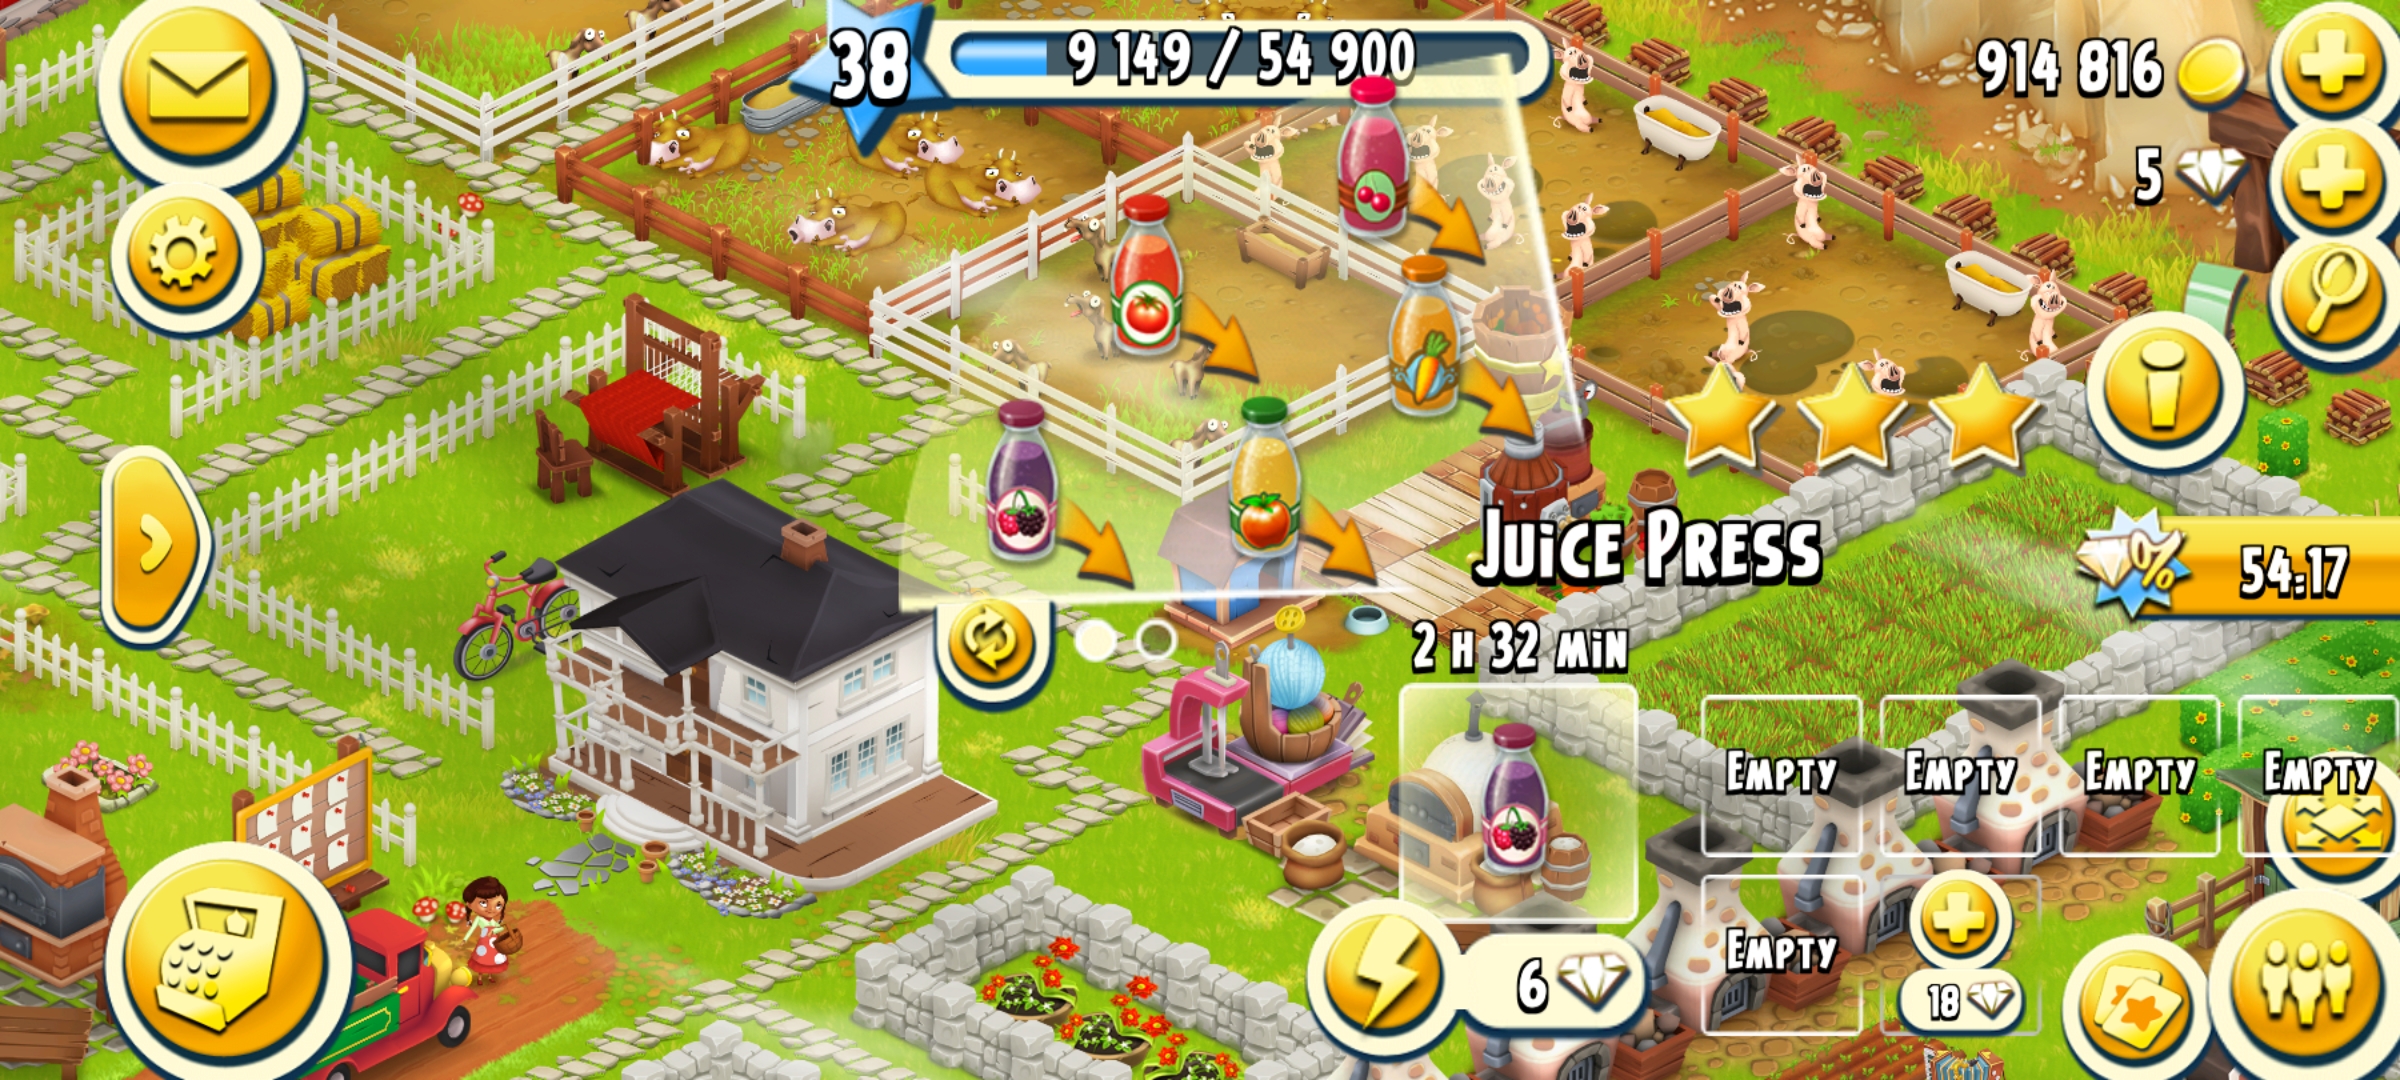 38
9 149 / 54 900
914 816
5
JUICE PRESS
54:17
%
2 H 32 MIN
EMPTY
EMPTY
EMPTY
EMPTY
EMPTY
6
18